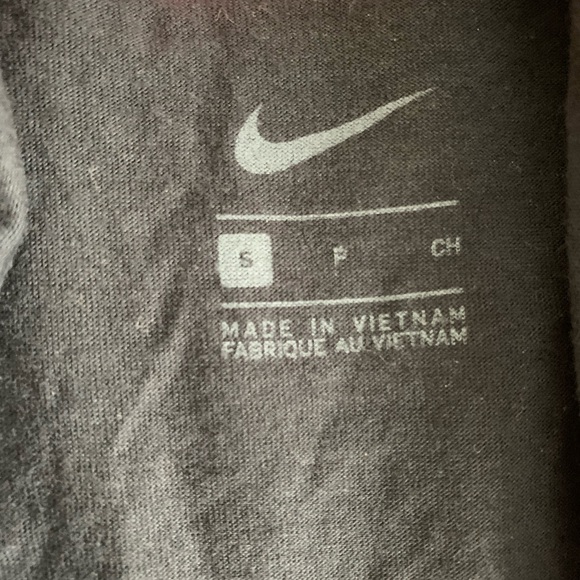 S P CH
MADE IN VIETNAM
FABRIQUE AU VIETNAM